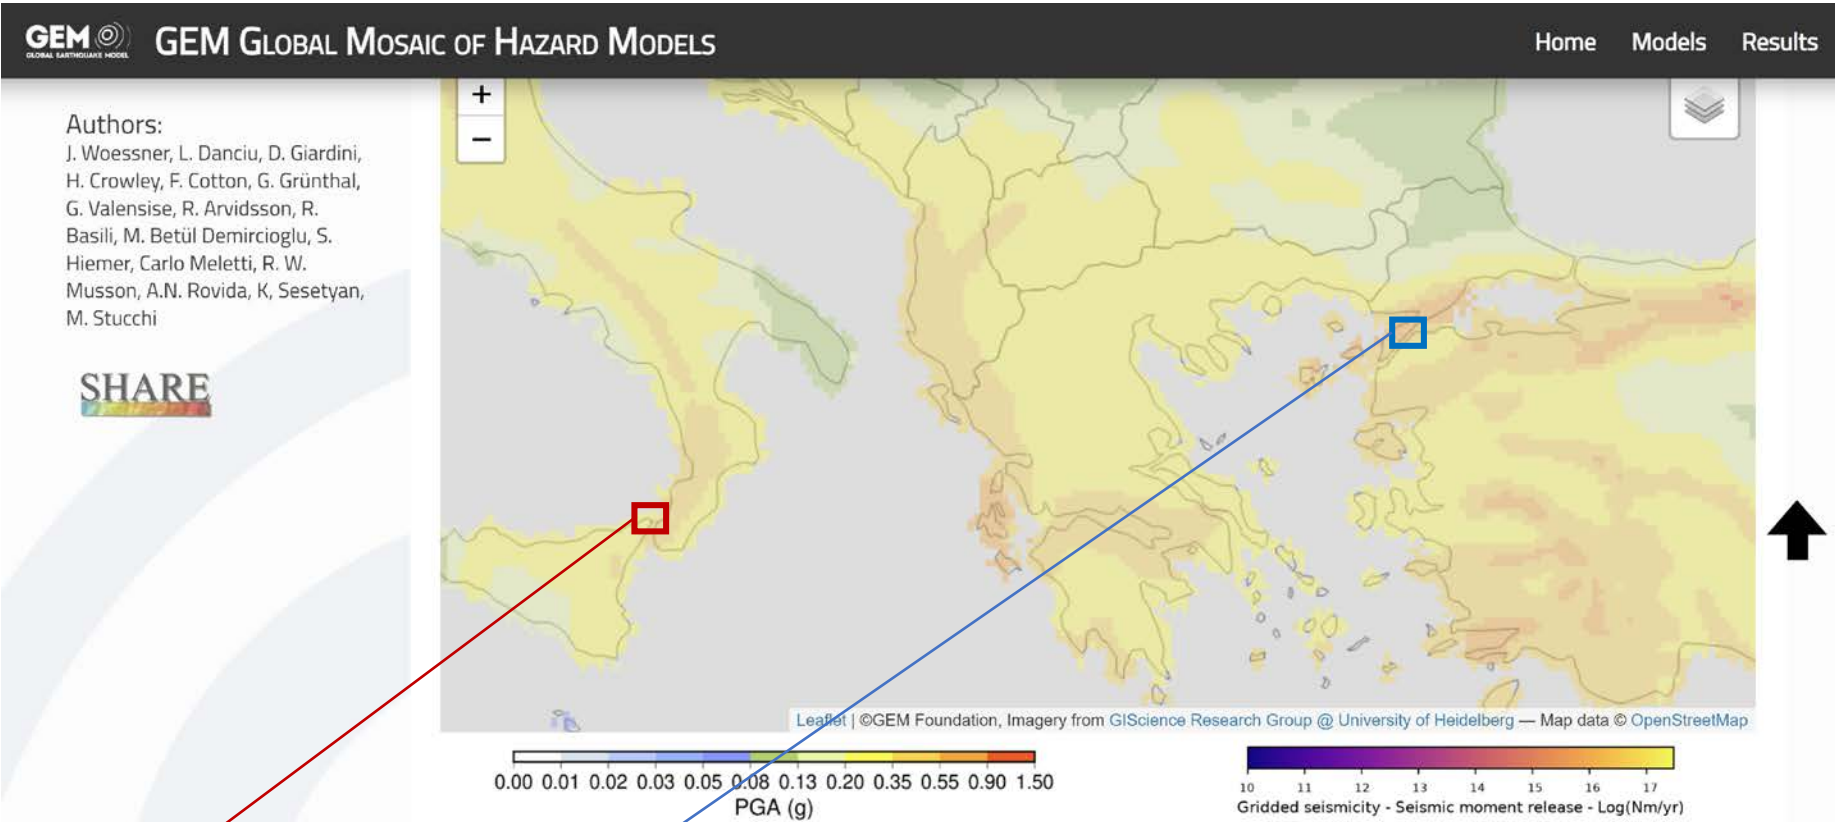 GEM
GLOBAL EARTHQUAKE MODEL
GEM GLOBAL MOSAIC OF HAZARD MODELS
Home Models Results
Authors:
J. Woessner, L. Danciu, D. Giardini,
H. Crowley, F. Cotton, G. Grünthal,
G. Valensise, R. Arvidsson, R.
Basili, M. Betül Demircioglu, S.
Hiemer, Carlo Meletti, R. W.
Musson, A.N. Rovida, K, Sesetyan,
M. Stucchi
SHARE
+
−
Leaflet | ©GEM Foundation, Imagery from GIScience Research Group @ University of Heidelberg — Map data © OpenStreetMap
0.00 0.01 0.02 0.03 0.05 0.08 0.13 0.20 0.35 0.55 0.90 1.50
PGA (g)
10 11 12 13 14 15 16 17
Gridded seismicity - Seismic moment release - Log(Nm/yr)